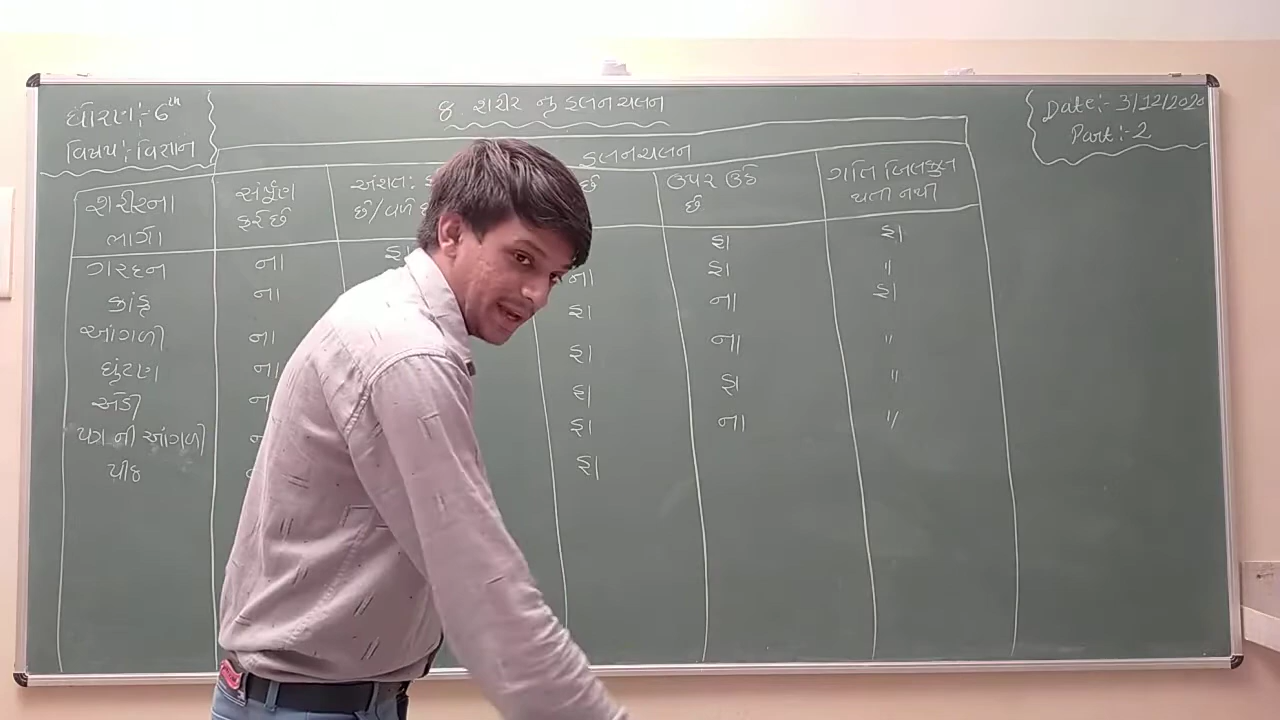 ધોરણ:- 6th
વિષય:- વિજ્ઞાન
8. શરીર નુ હલનચલન
Date:- 3/12/2020
Part:- 2
હલનચલન
શરીરના
ભાગો
સંપૂર્ણ
ફરે છે
અંશત:
છે/વળે
છે
ઉપર ઉઠે
છે
ગતિ બિલકુલ
થતી નથી
ગરદન ના હા હા હા
કાંડુ ના ના હા "
આંગળી ના હા ના હા
ઘુંટણ ના હા ના "
એડી હા હા "
પગ ની આંગળી હા ના "
પીઠ હા